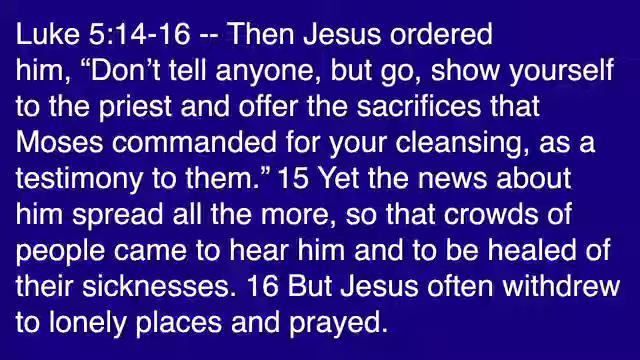 Luke 5:14-16 -- Then Jesus ordered
him, “Don’t tell anyone, but go, show yourself
to the priest and offer the sacrifices that
Moses commanded for your cleansing, as a
testimony to them.” 15 Yet the news about
him spread all the more, so that crowds of
people came to hear him and to be healed of
their sicknesses. 16 But Jesus often withdrew
to lonely places and prayed.